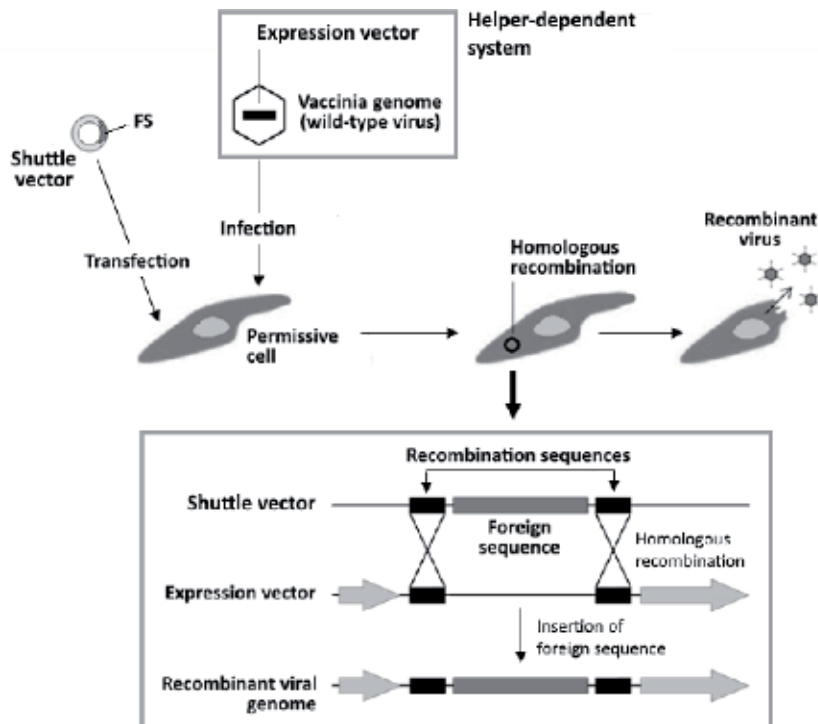 Expression vector
Helper-dependent
system
Vaccinia genome
(wild-type virus)
FS
Shuttle
vector
Infection
Transfection
Homologous
recombination
Recombinant
virus
Permissive
cell
Recombination sequences
Shuttle vector
Foreign
sequence
Homologous
recombination
Expression vector
Insertion of
foreign sequence
Recombinant viral
genome